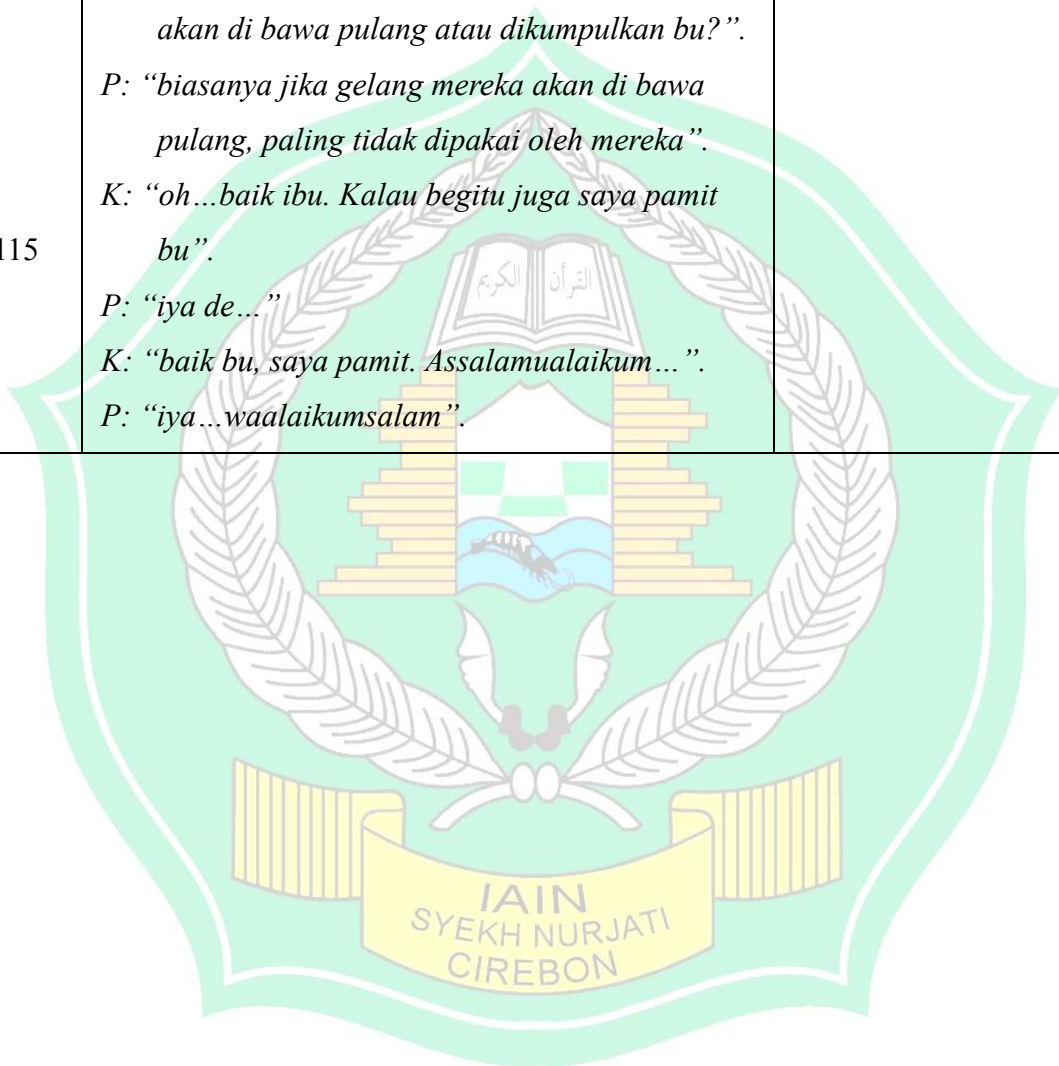 akan di bawa pulang atau dikumpulkan bu?”.
P: “biasanya jika gelang mereka akan di bawa
pulang, paling tidak dipakai oleh mereka”.
K: “oh…baik ibu. Kalau begitu juga saya pamit
115 bu”.
P: “iya de…”
K: “baik bu, saya pamit. Assalamualaikum…”.
P: “iya…waalaikumsalam”.
القرآن الكريم
IAIN
SYEKH NURJATI
CIREBON